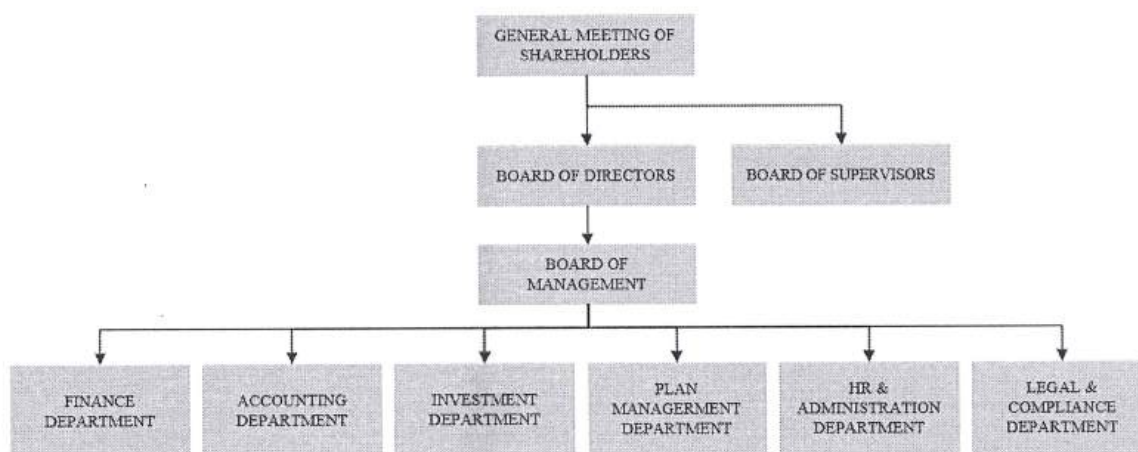 GENERAL MEETING OF
SHAREHOLDERS
BOARD OF DIRECTORS
BOARD OF SUPERVISORS
BOARD OF
MANAGEMENT
FINANCE
DEPARTMENT
ACCOUNTING
DEPARTMENT
INVESTMENT
DEPARTMENT
PLAN
MANAGERMENT
DEPARTMENT
HR &
ADMINISTRATION
DEPARTMENT
LEGAL &
COMPLIANCE
DEPARTMENT